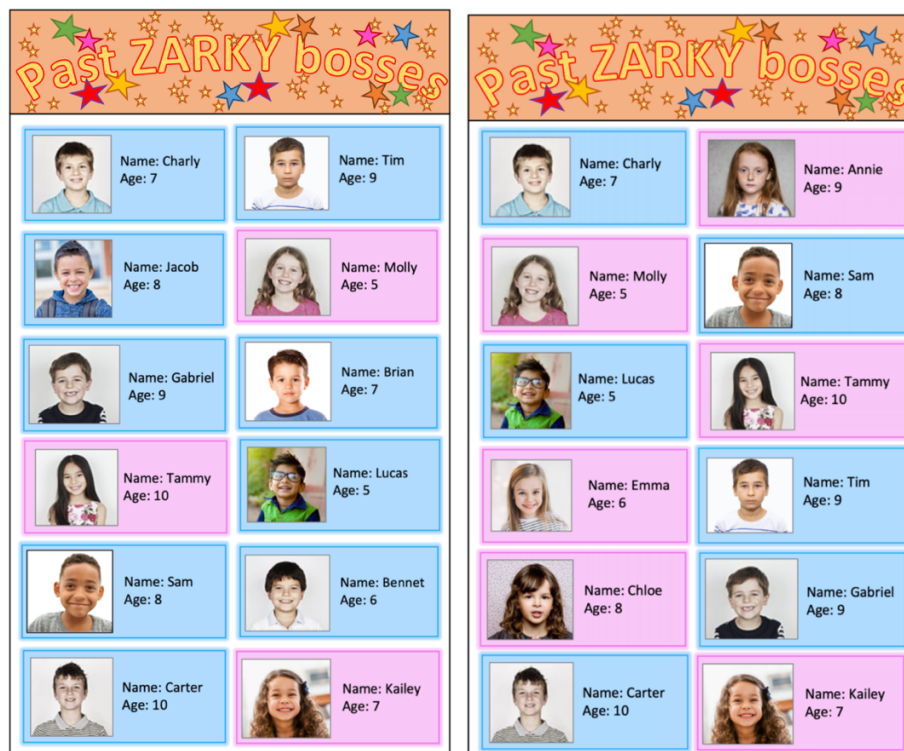 Past ZARKY bosses
Name: Charly
Age: 7
Name: Tim
Age: 9
Name: Jacob
Age: 8
Name: Molly
Age: 5
Name: Gabriel
Age: 9
Name: Brian
Age: 7
Name: Tammy
Age: 10
Name: Lucas
Age: 5
Name: Sam
Age: 8
Name: Bennet
Age: 6
Name: Carter
Age: 10
Name: Kailey
Age: 7
Past ZARKY bosses
Name: Charly
Age: 7
Name: Annie
Age: 9
Name: Molly
Age: 5
Name: Sam
Age: 8
Name: Lucas
Age: 5
Name: Tammy
Age: 10
Name: Emma
Age: 6
Name: Tim
Age: 9
Name: Chloe
Age: 8
Name: Gabriel
Age: 9
Name: Carter
Age: 10
Name: Kailey
Age: 7